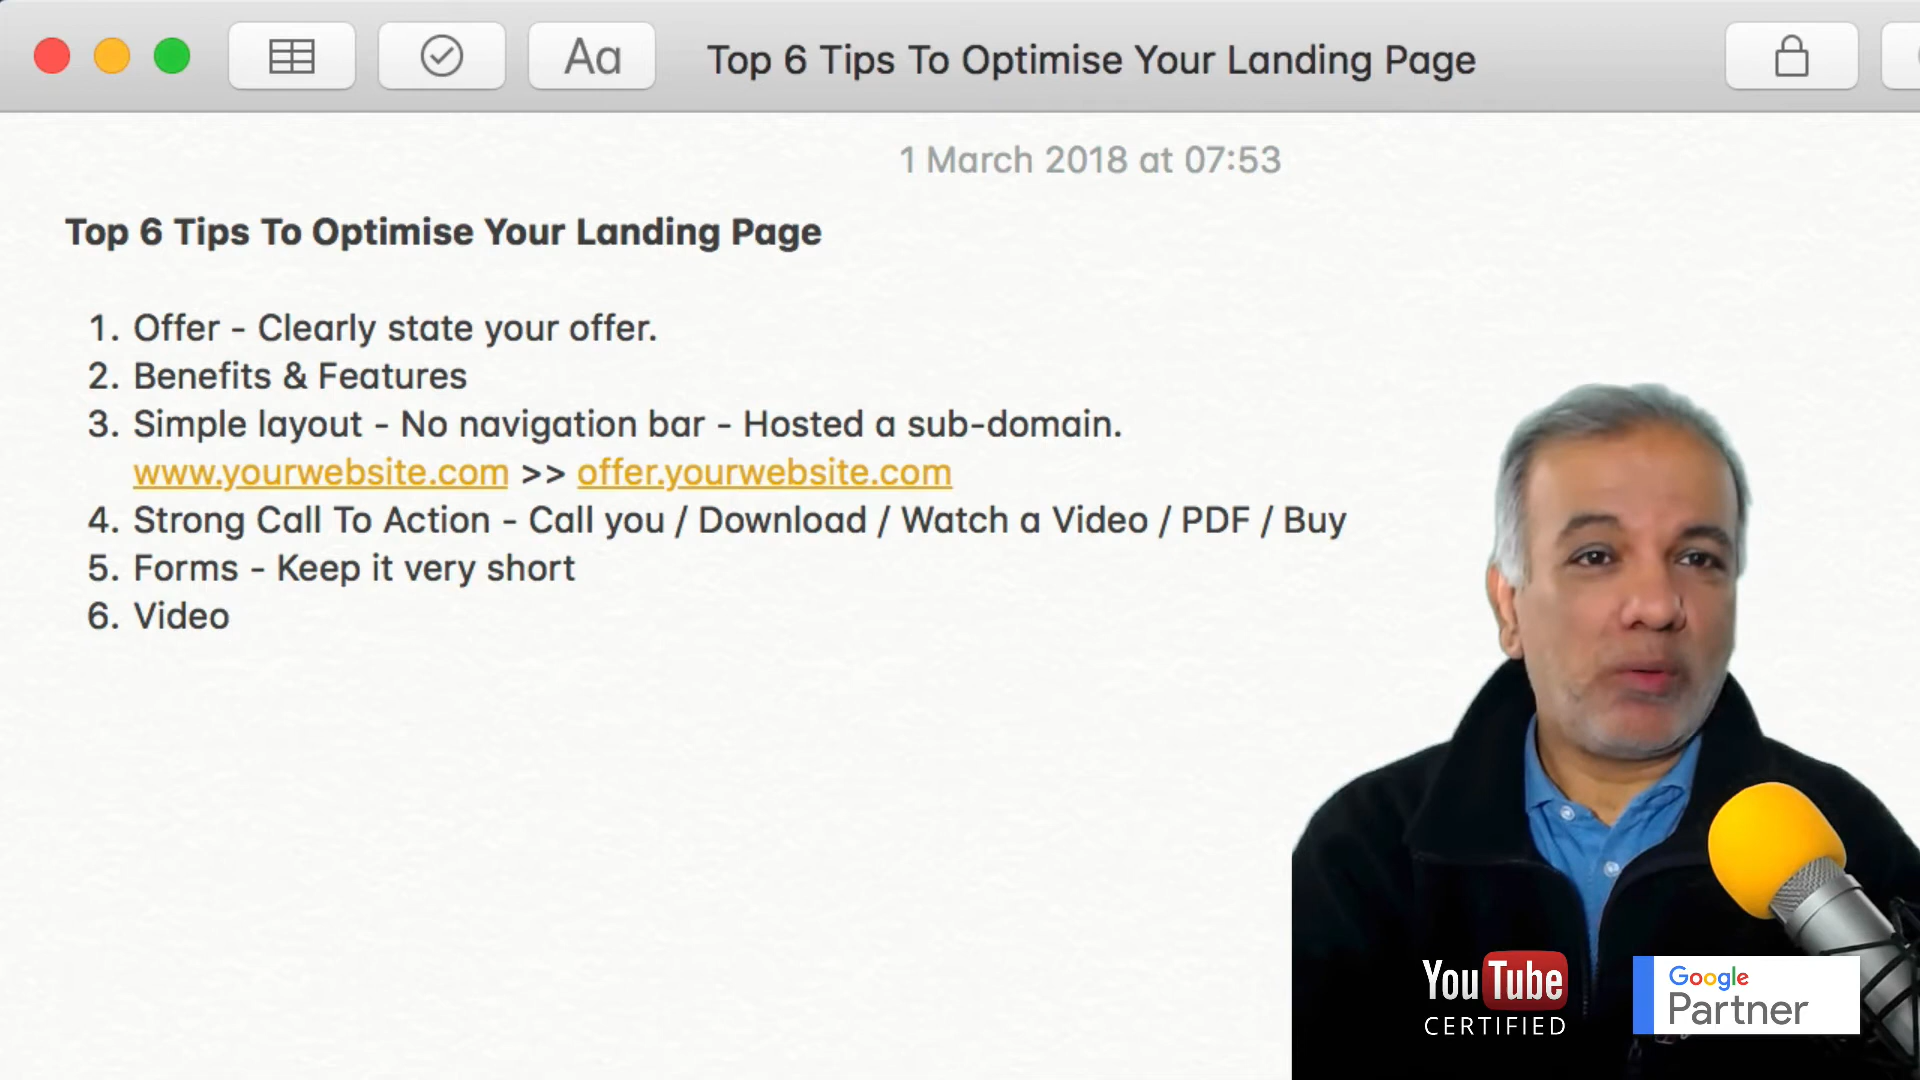 Aa
Top 6 Tips To Optimise Your Landing Page
1 March 2018 at 07:53
Top 6 Tips To Optimise Your Landing Page
1. Offer - Clearly state your offer.
2. Benefits & Features
3. Simple layout - No navigation bar - Hosted a sub-domain.
www.yourwebsite.com >> offer.yourwebsite.com
4. Strong Call To Action - Call you / Download / Watch a Video / PDF / Buy
5. Forms - Keep it very short
6. Video
YouTube
CERTIFIED
Google
Partner